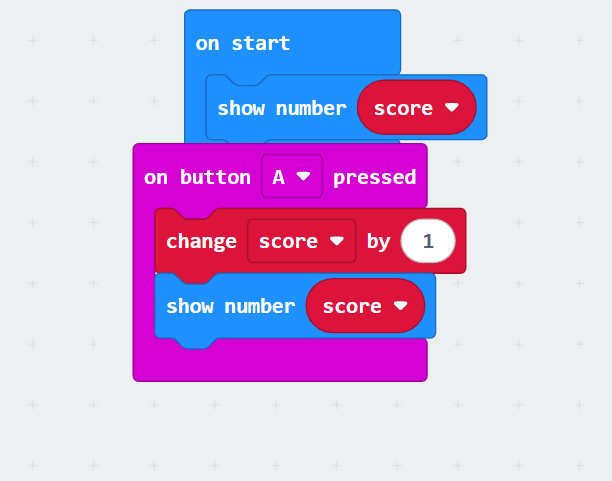 on start
show number score
on button A pressed
change score by 1
show number score